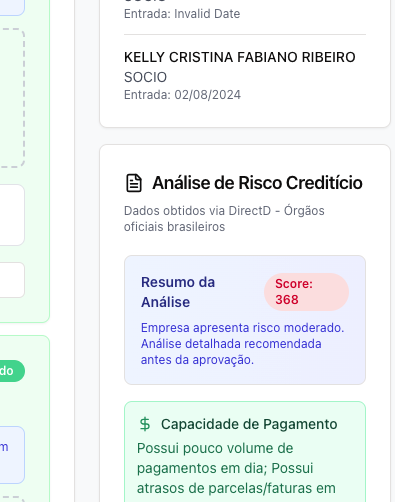 Entrada: Invalid Date
KELLY CRISTINA FABIANO RIBEIRO
SOCIO
Entrada: 02/08/2024
Análise de Risco Creditício
Dados obtidos via DirectD - Órgãos
oficiais brasileiros
Resumo da
Análise
Score:
368
Empresa apresenta risco moderado.
Análise detalhada recomendada
antes da aprovação.
do
m
$ Capacidade de Pagamento
Possui pouco volume de
pagamentos em dia; Possui
atrasos de parcelas/faturas em